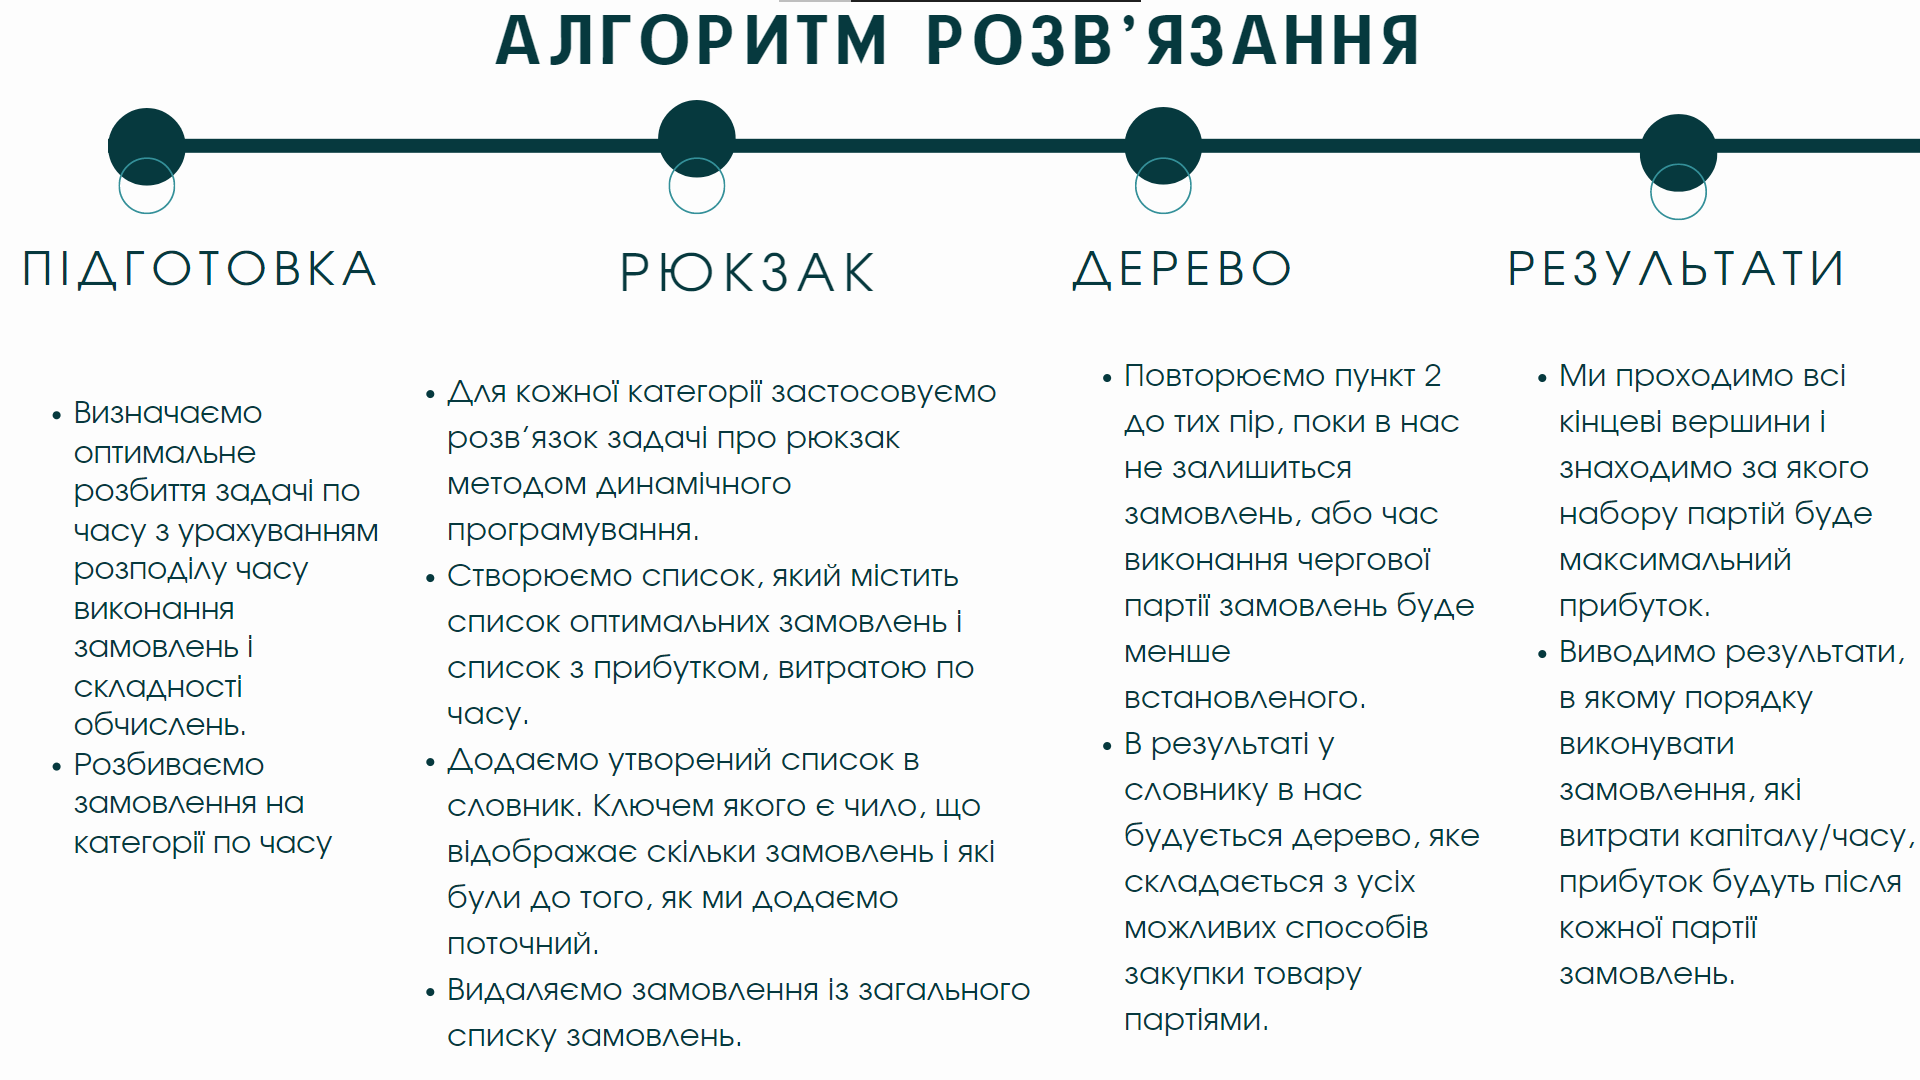 АЛГОРИТМ РОЗВ’ЯЗАННЯ
ПІДГОТОВКА
• Визначаємо
оптимальне
розбиття задачі по
часу з урахуванням
розподілу часу
виконання
замовлень і
складності
обчислень.
• Розбиваємо
замовлення на
категорії по часу
РЮКЗАК
• Для кожної категорії застосовуємо
розв’язок задачі про рюкзак
методом динамічного
програмування.
• Створюємо список, який містить
список оптимальних замовлень і
список з прибутком, витратою по
часу.
• Додаємо утворений список в
словник. Ключем якого є чило, що
відображає скільки замовлень і які
були до того, як ми додаємо
поточний.
• Видаляємо замовлення із загального
списку замовлень.
ДЕРЕВО
• Повторюємо пункт 2
до тих пір, поки в нас
не залишиться
замовлень, або час
виконання чергової
партії замовлень буде
менше
встановленого.
• В результаті у
словнику в нас
будується дерево, яке
складається з усіх
можливих способів
закупки товару
партіями.
РЕЗУЛЬТАТИ
• Ми проходимо всі
кінцеві вершини і
знаходимо за якого
набору партій буде
максимальний
прибуток.
• Виводимо результати,
в якому порядку
виконувати
замовлення, які
витрати капіталу/часу,
прибуток будуть після
кожної партії
замовлень.